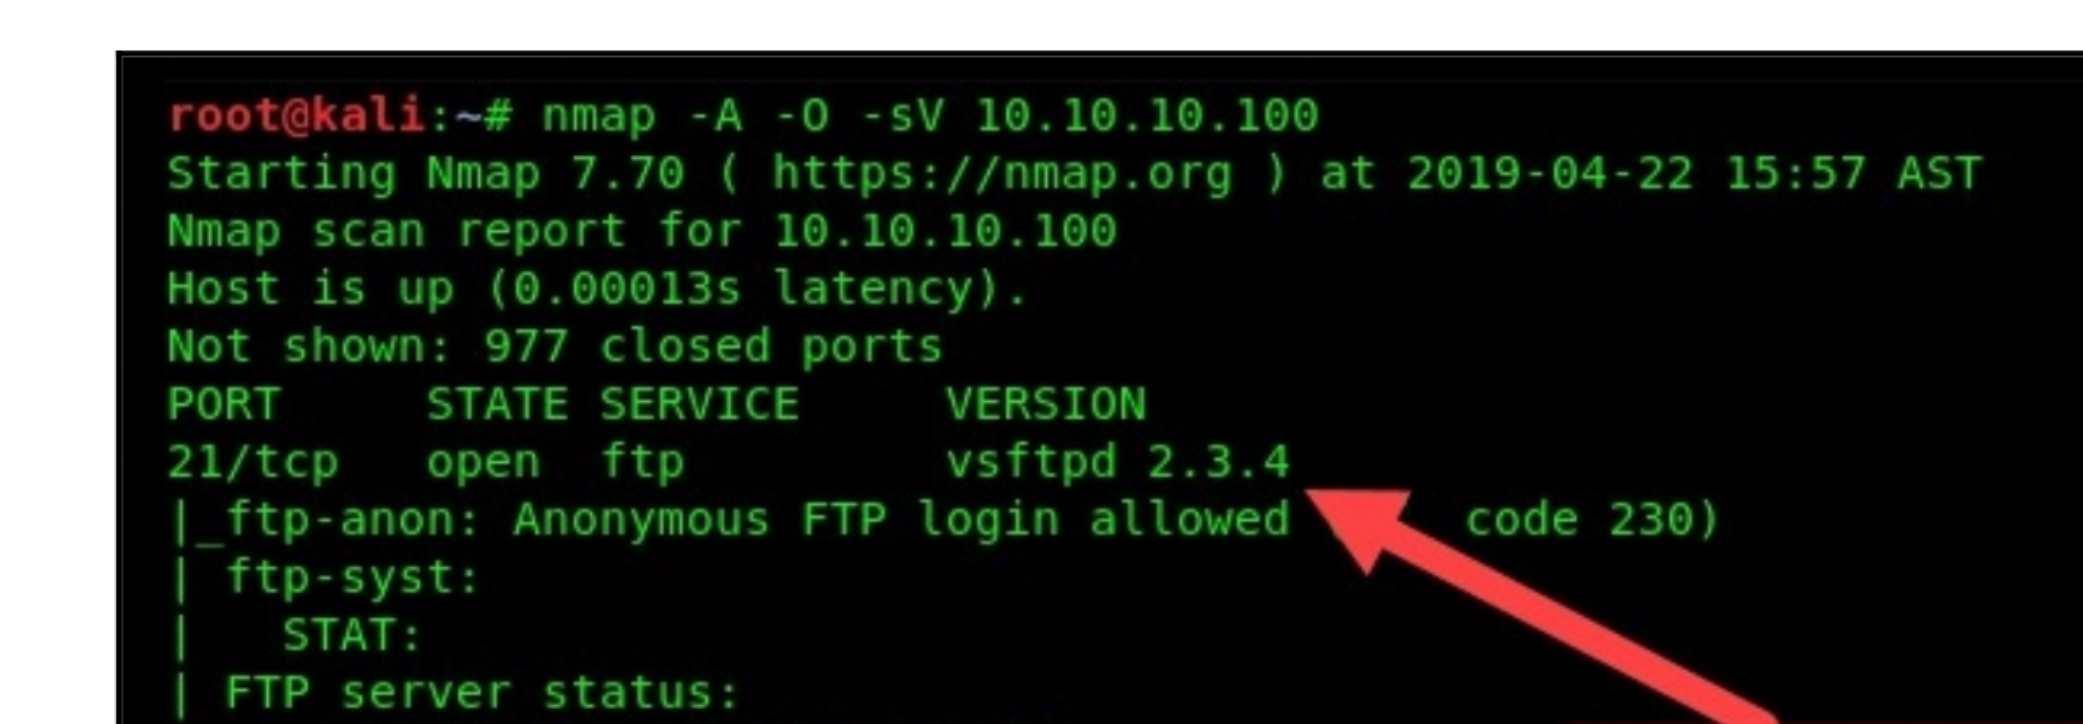 root@kali:~# nmap -A -O -sV 10.10.10.100
Starting Nmap 7.70 ( https://nmap.org ) at 2019-04-22 15:57 AST
Nmap scan report for 10.10.10.100
Host is up (0.00013s latency).
Not shown: 977 closed ports
PORT     STATE SERVICE     VERSION
21/tcp   open  ftp         vsftpd 2.3.4
|_ftp-anon: Anonymous FTP login allowed      code 230)
| ftp-syst:
|   STAT:
| FTP server status: